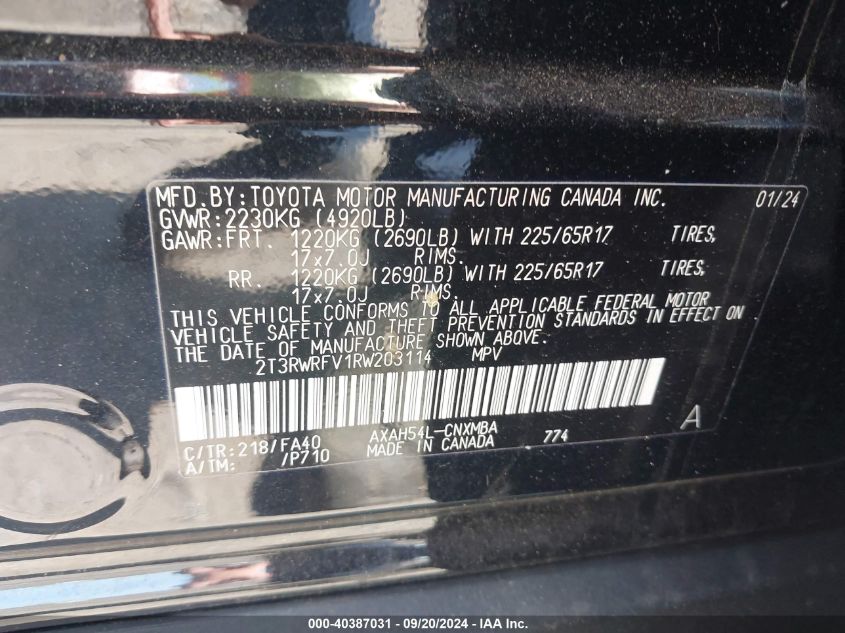 MFD.BY:TOYOTA MOTOR MANUFACTURING CANADA INC. 01/24
GVWR:2230KG (4920LB)
GAWR:FRT. 1220KG (2690LB) WITH 225/65R17 TIRES,
17x7.0J RIMS.
RR. 1220KG (2690LB) WITH 225/65R17 TIRES,
17x7.0J RIMS.
THIS VEHICLE CONFORMS TO ALL APPLICABLE FEDERAL MOTOR
VEHICLE SAFETY AND THEFT PREVENTION STANDARDS IN EFFECT ON
THE DATE OF MANUFACTURE SHOWN ABOVE.
2T3RWRFV1RW203114 MPV
A
C/TR:218/FA40 AXAH54L-CNXMBA 774
A/TM: /P710 MADE IN CANADA
000-40387031 - 09/20/2024 - IAA Inc.